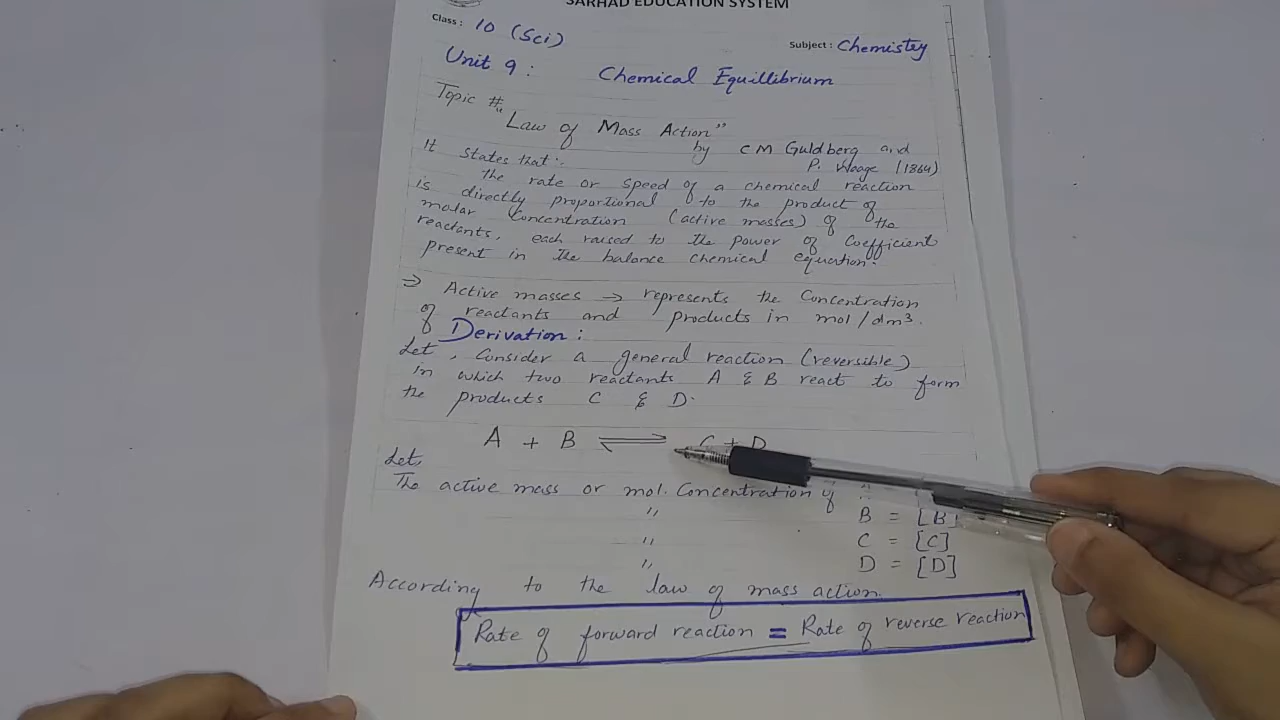 SARHAD EDUCATION SYSTEM
Class : 10 (Sci)
Subject : Chemistry
Unit 9 : Chemical Equillibrium
Topic #
"Law of Mass Action"
by C M Guldberg and
P. Waage (1864)
It states that :
the rate or speed of a chemical reaction
is directly proportional to the product of
molar concentration (active masses) of the
reactants, each raised to the power of coefficient
present in the balance chemical equation.
⇒ Active masses → represents the concentration
of reactants and products in mol/dm³.
Derivation :
Let, consider a general reaction (reversible)
in which two reactants A & B react to form
the products C & D.
A + B ⇌ C + D
Let,
The active mass or mol. Concentration of
" B = [B]
" C = [C]
" D = [D]
According to the law of mass action.
Rate of forward reaction = Rate of reverse reaction